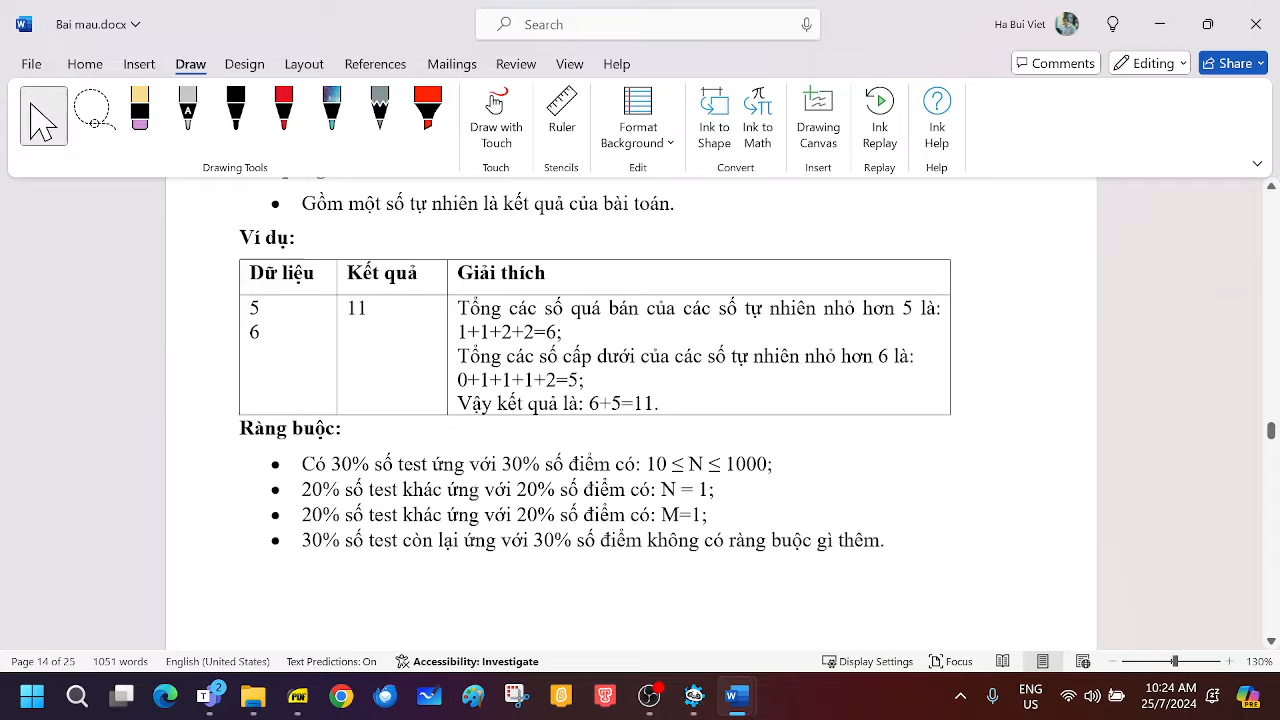 Bai mau.docx
Search
Ha Bui Viet
File Home Insert Draw Design Layout References Mailings Review View Help
Comments Editing Share
A
Draw with Touch
Ruler
Format Background
Ink to Shape
Ink to Math
Drawing Canvas
Ink Replay
Ink Help
Drawing Tools Touch Stencils Edit Convert Insert Replay Help
• Gồm một số tự nhiên là kết quả của bài toán.
Ví dụ:
Dữ liệu Kết quả Giải thích
5 11 Tổng các số quá bán của các số tự nhiên nhỏ hơn 5 là:
6 1+1+2+2=6;
Tổng các số cấp dưới của các số tự nhiên nhỏ hơn 6 là:
0+1+1+1+2=5;
Vậy kết quả là: 6+5=11.
Ràng buộc:
• Có 30% số test ứng với 30% số điểm có: 10 ≤ N ≤ 1000;
• 20% số test khác ứng với 20% số điểm có: N = 1;
• 20% số test khác ứng với 20% số điểm có: M=1;
• 30% số test còn lại ứng với 30% số điểm không có ràng buộc gì thêm.
Page 14 of 25 1051 words English (United States) Text Predictions: On Accessibility: Investigate Display Settings Focus 130%
2 PDF ENG 10:24 AM
US 25/7/2024 PRE